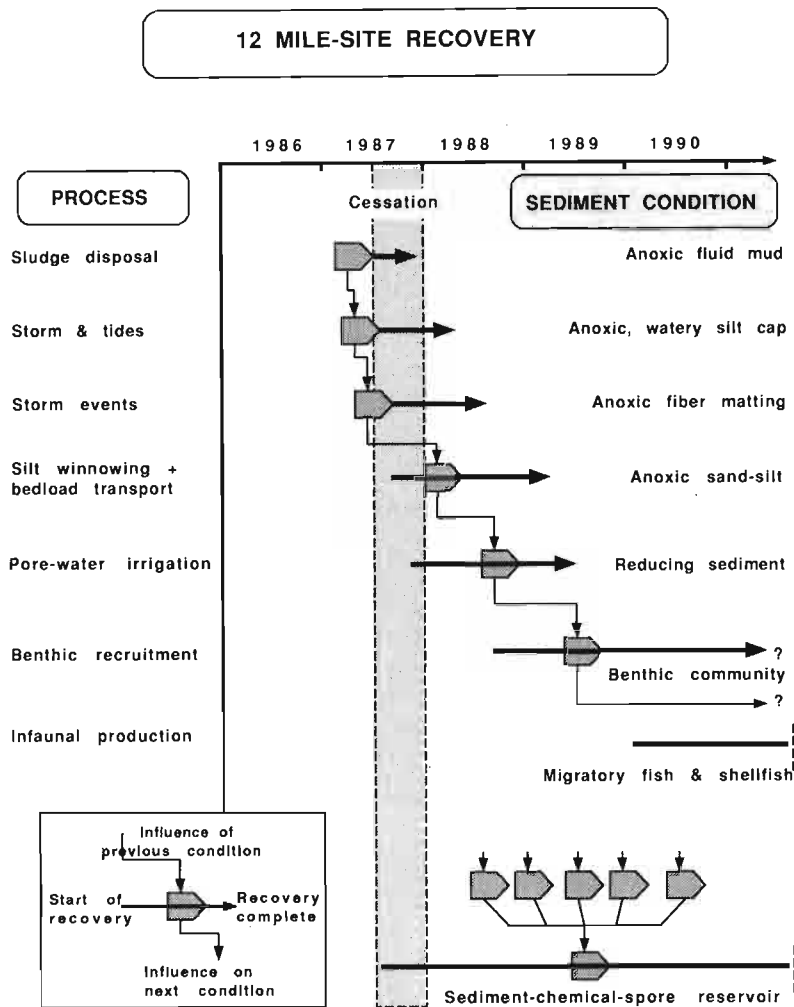 12 MILE-SITE RECOVERY
1986 1987 1988 1989 1990
PROCESS
Cessation
SEDIMENT CONDITION
Sludge disposal
Anoxic fluid mud
Storm & tides
Anoxic, watery silt cap
Storm events
Anoxic fiber matting
Silt winnowing +
bedload transport
Anoxic sand-silt
Pore-water irrigation
Reducing sediment
Benthic recruitment
?
Benthic community
?
Infaunal production
Migratory fish & shellfish
Influence of
previous condition
Start of
recovery
Recovery
complete
Influence on
next condition
Sediment-chemical-spore reservoir